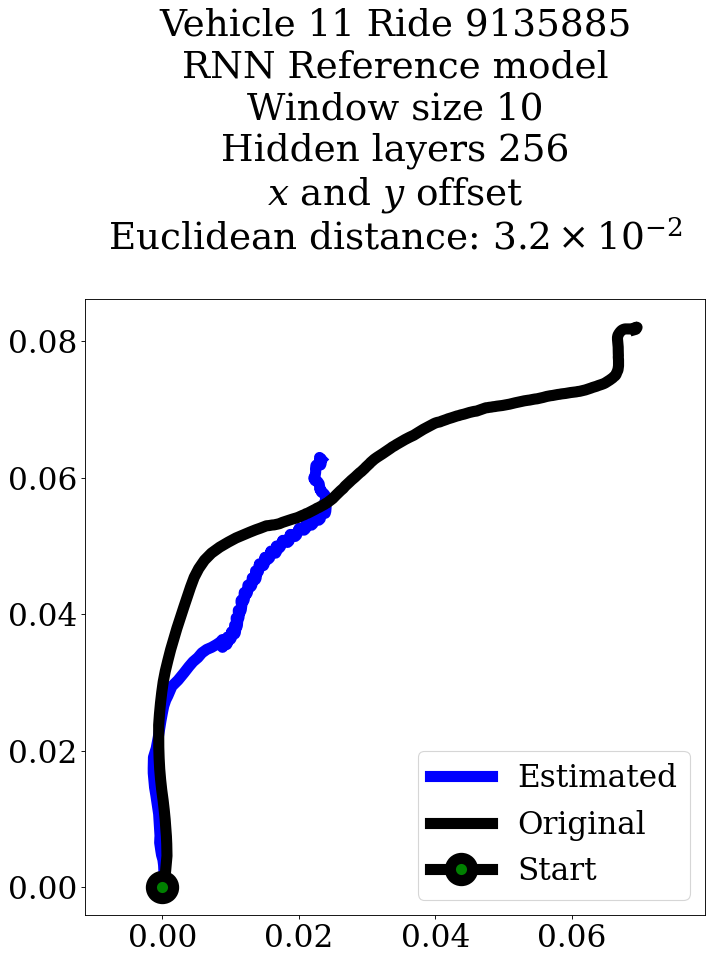 Vehicle 11 Ride 9135885
RNN Reference model
Window size 10
Hidden layers 256
x and y offset
Euclidean distance: 3.2 × 10⁻²
0.08
0.06
0.04
0.02
0.00
Estimated
Original
Start
0.00 0.02 0.04 0.06